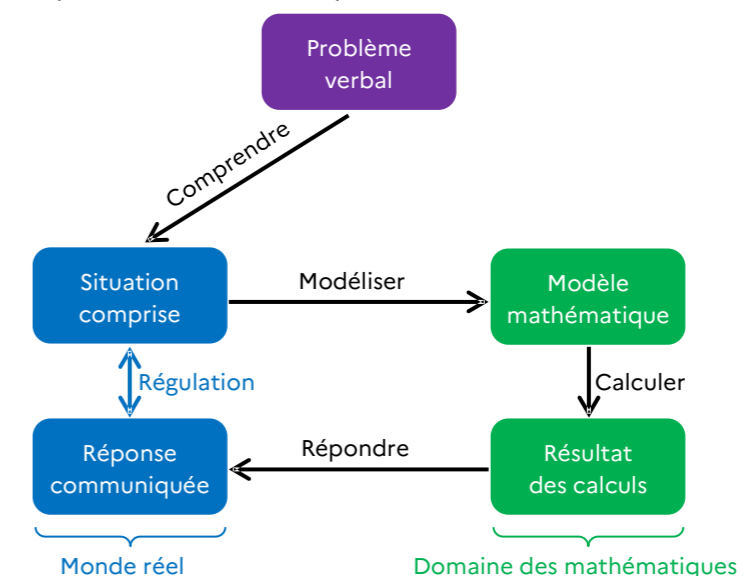 Problème
verbal
Comprendre
Situation
comprise
Modéliser
Modèle
mathématique
Régulation
Calculer
Réponse
communiquée
Répondre
Résultat
des calculs
Monde réel
Domaine des mathématiques